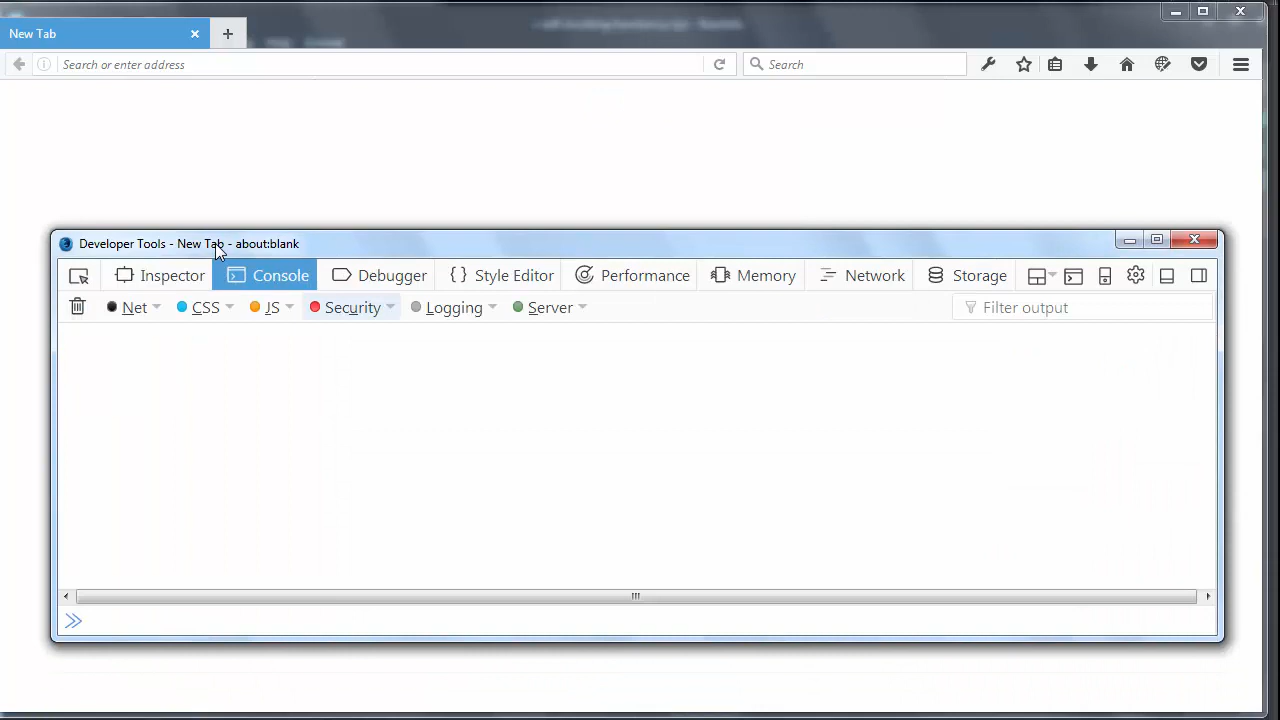 New Tab
Search or enter address
Search
Developer Tools - New Tab - about:blank
Inspector Console Debugger Style Editor Performance Memory Network Storage
Net CSS JS Security Logging Server Filter output